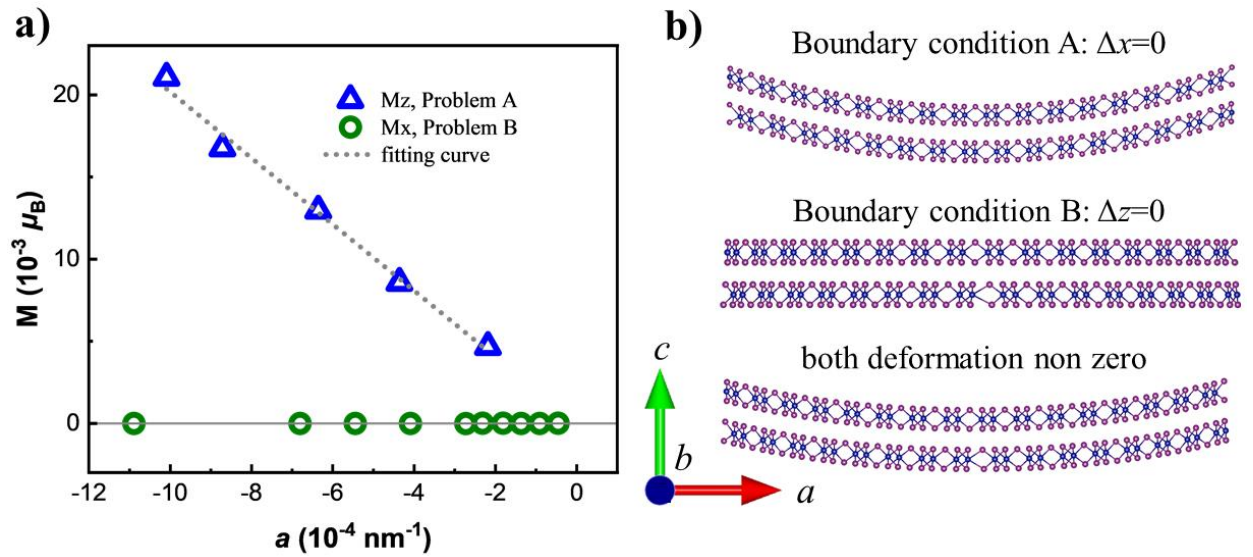 a)
M (10⁻³ μ_B)
20
10
0
Mz, Problem A
Mx, Problem B
fitting curve
-12 -10 -8 -6 -4 -2 0
a (10⁻⁴ nm⁻¹)
b)
Boundary condition A: Δx=0
Boundary condition B: Δz=0
both deformation non zero
c
b
a